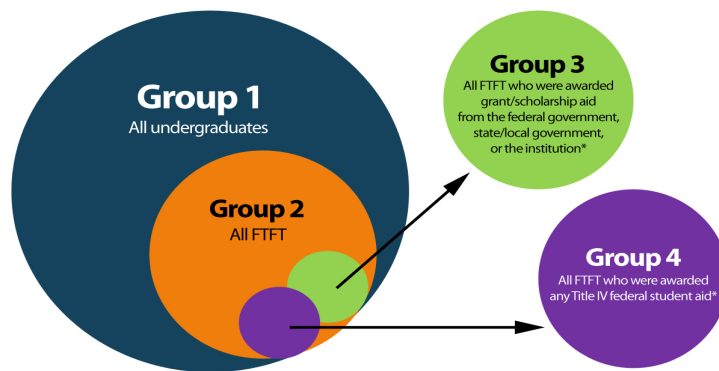 Group 1
All undergraduates
Group 2
All FTFT
Group 3
All FTFT who were awarded
grant/scholarship aid
from the federal government,
state/local government,
or the institution*
Group 4
All FTFT who were awarded
any Title IV federal student aid*